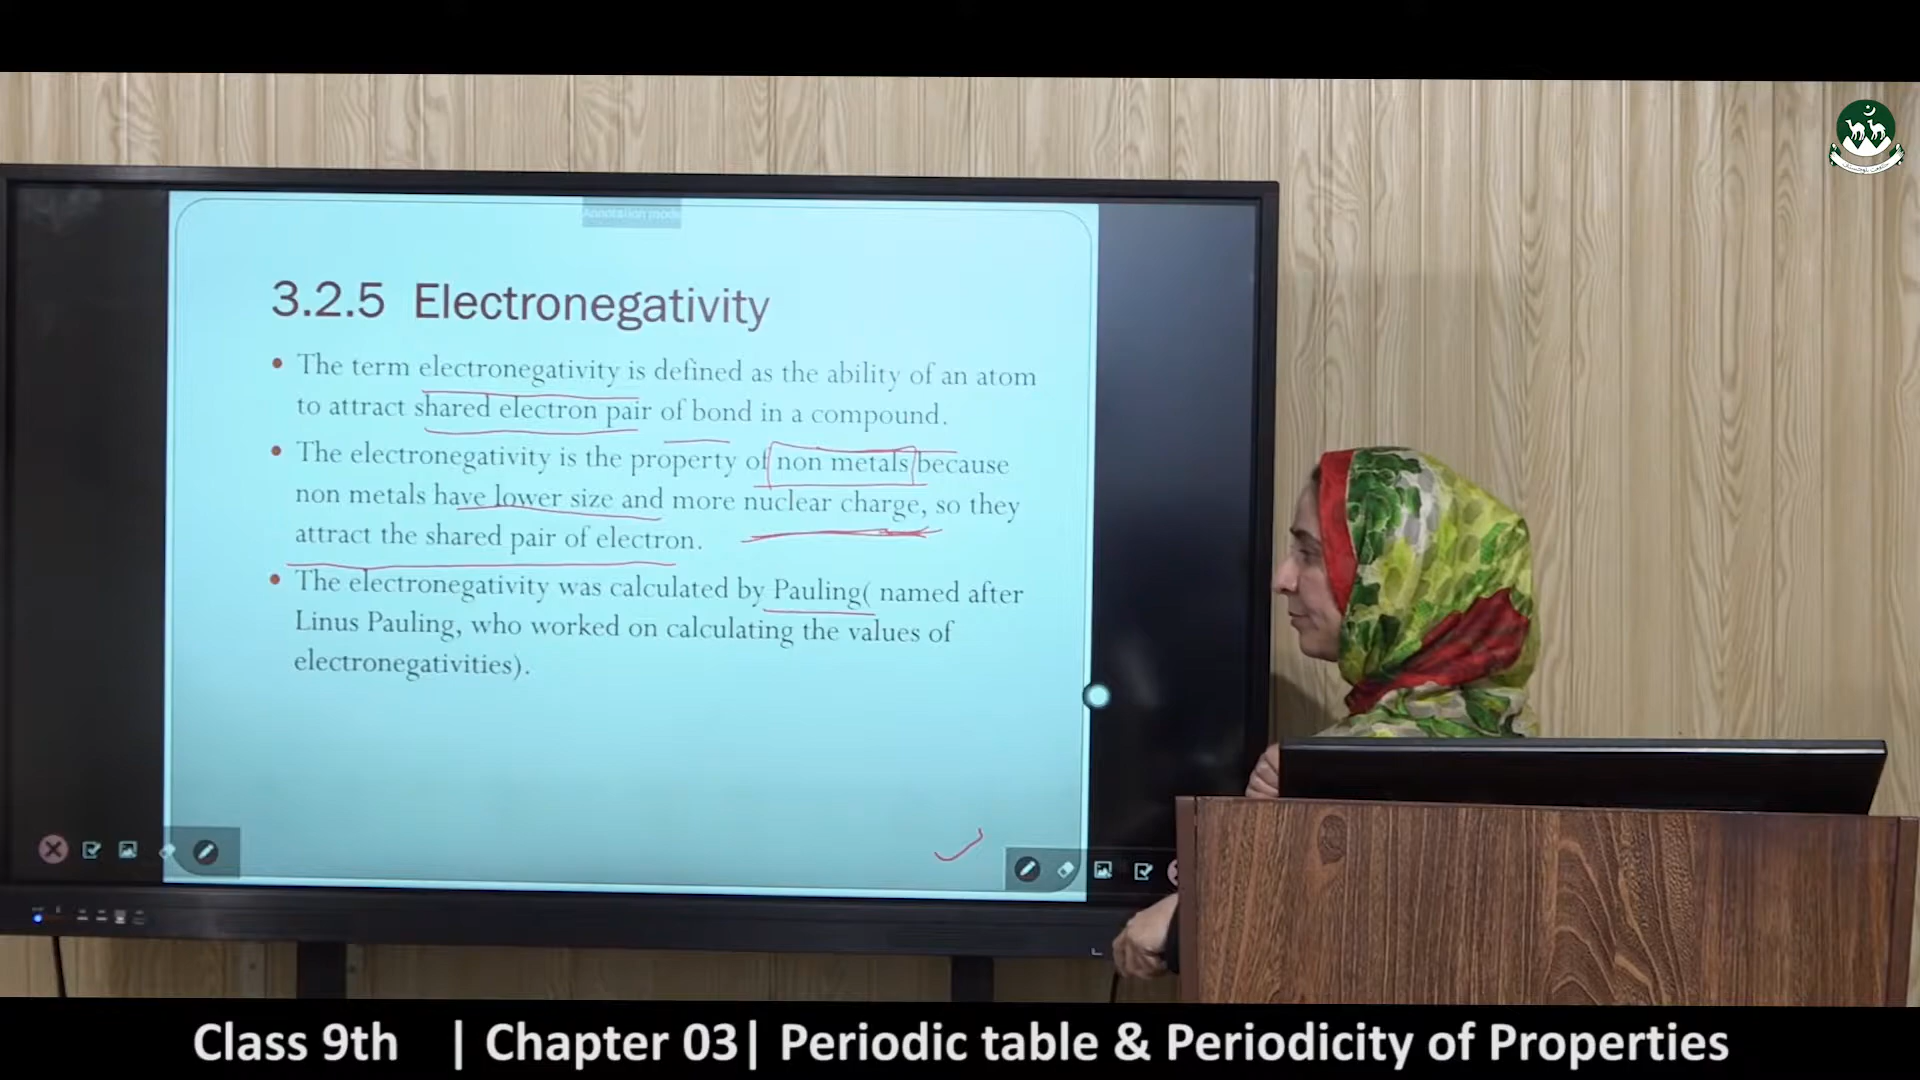 Annotation mode
3.2.5 Electronegativity
• The term electronegativity is defined as the ability of an atom
to attract shared electron pair of bond in a compound.
• The electronegativity is the property of non metals because
non metals have lower size and more nuclear charge, so they
attract the shared pair of electron.
• The electronegativity was calculated by Pauling( named after
Linus Pauling, who worked on calculating the values of
electronegativities).
Class 9th | Chapter 03| Periodic table & Periodicity of Properties